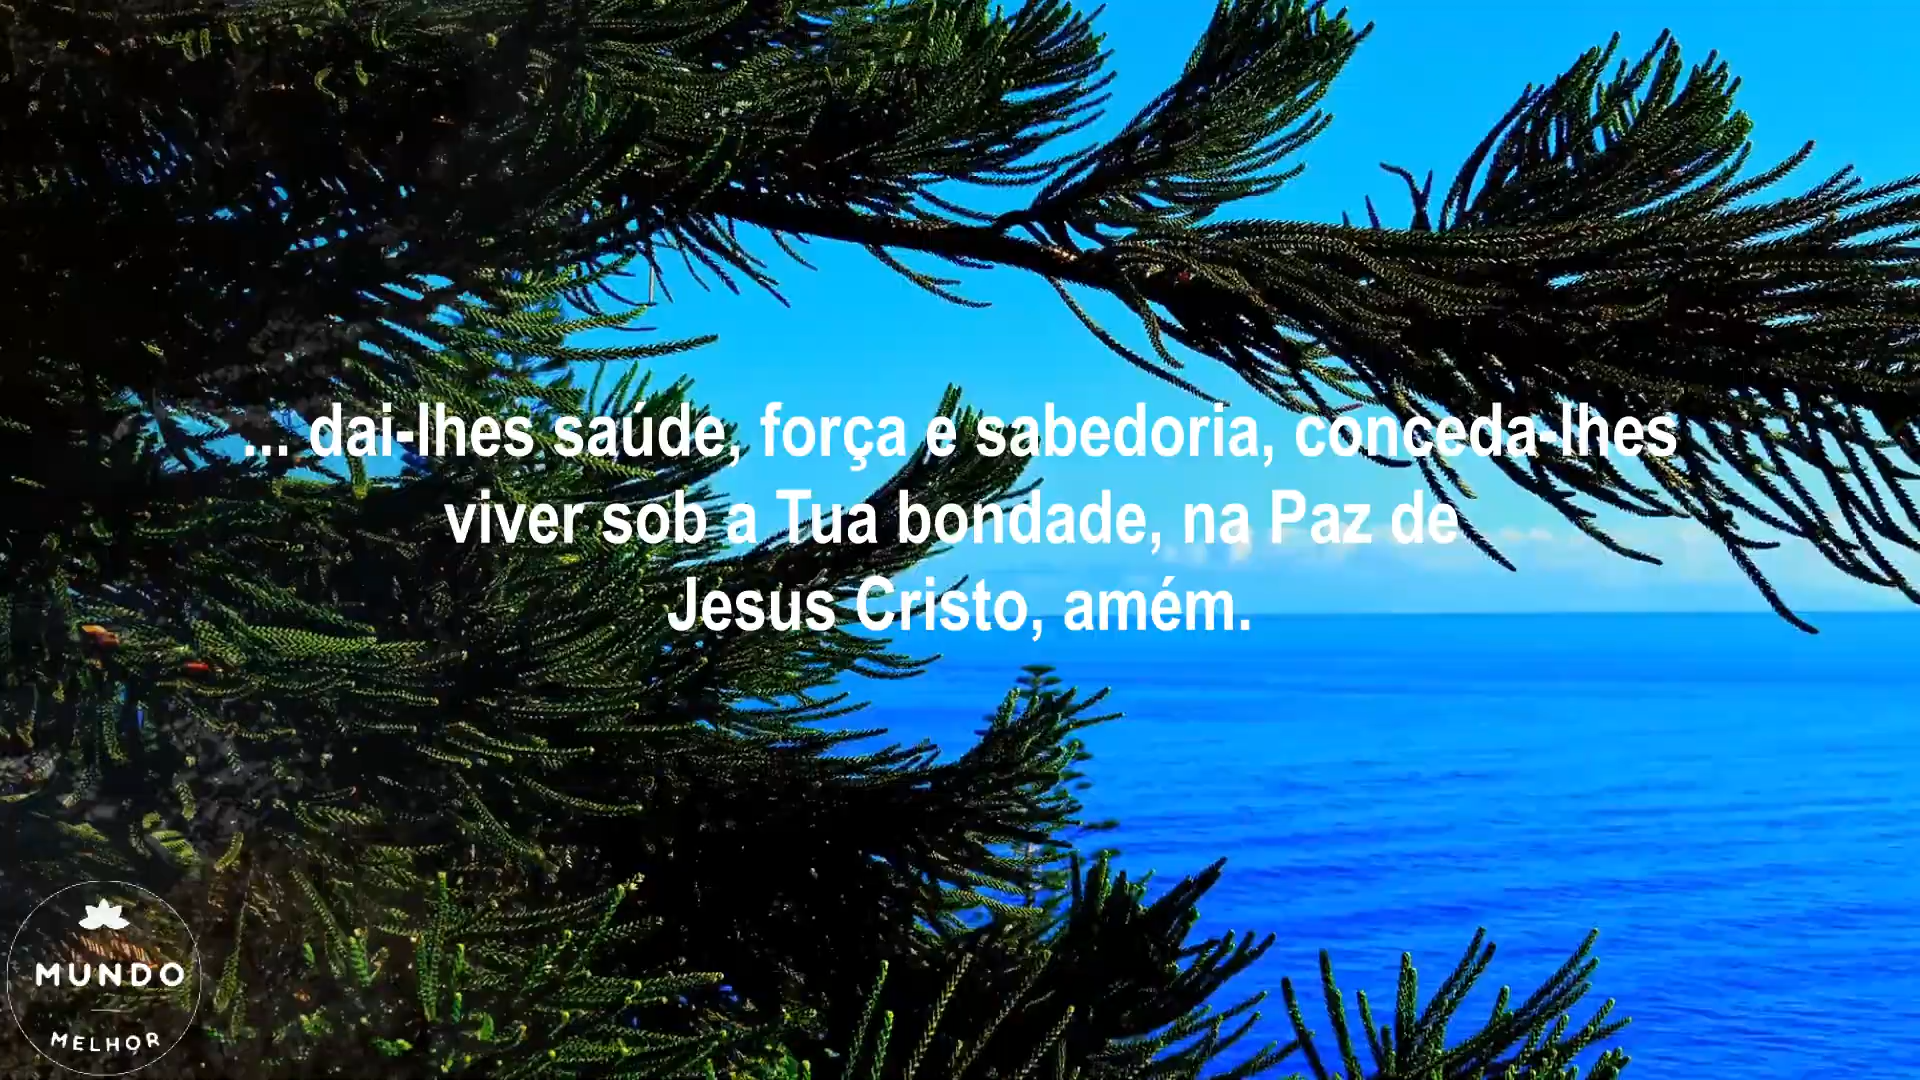 ... dai-lhes saúde, força e sabedoria, conceda-lhes
viver sob a Tua bondade, na Paz de
Jesus Cristo, amém.
MUNDO
MELHOR